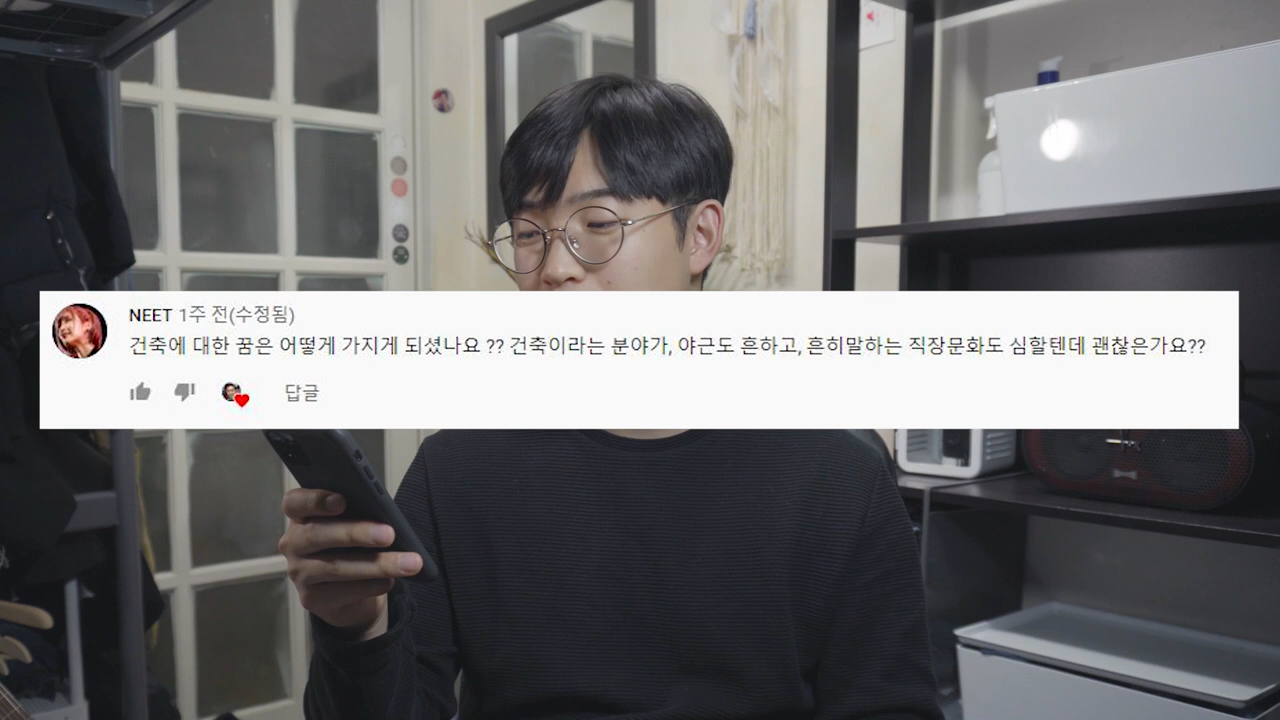 NEET 1주 전(수정됨)
건축에 대한 꿈은 어떻게 가지게 되셨나요 ?? 건축이라는 분야가, 야근도 흔하고, 흔히말하는 직장문화도 심할텐데 괜찮은가요??
답글